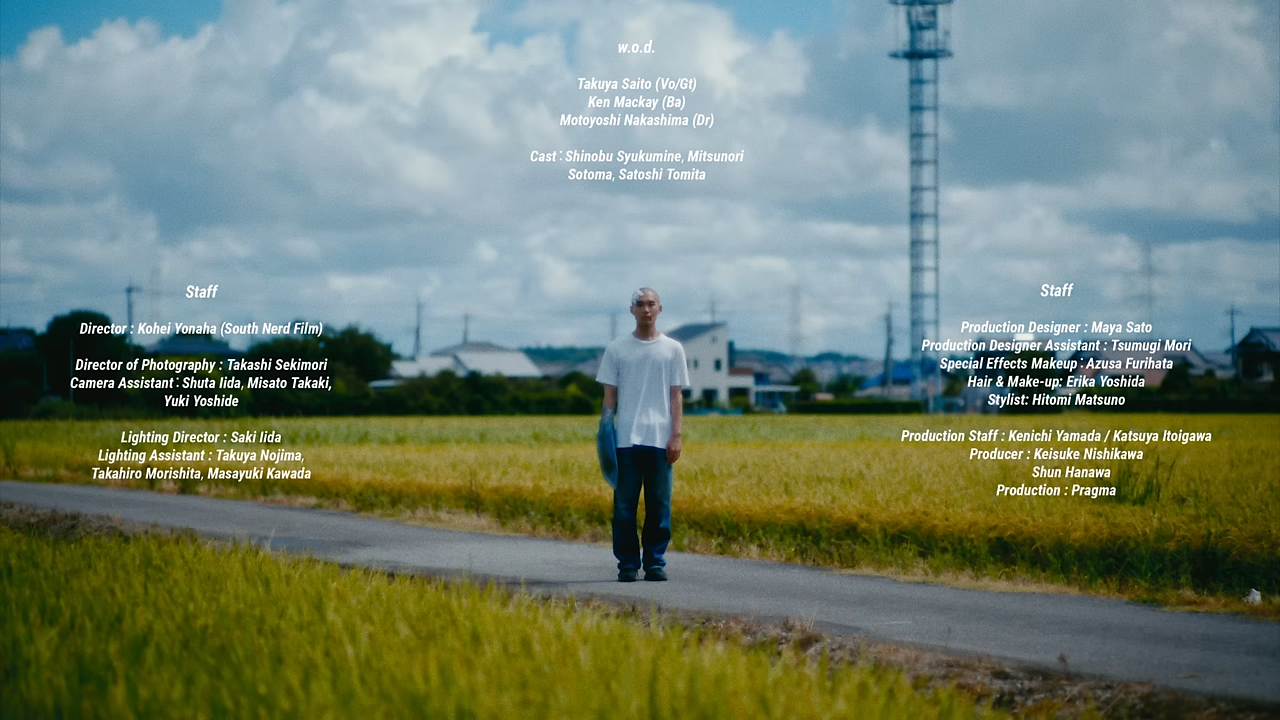 w.o.d.
Takuya Saito (Vo/Gt)
Ken Mackay (Ba)
Motoyoshi Nakashima (Dr)
Cast : Shinobu Syukumine, Mitsunori
Sotoma, Satoshi Tomita
Staff
Director : Kohei Yonaha (South Nerd Film)
Director of Photography : Takashi Sekimori
Camera Assistant : Shuta Iida, Misato Takaki,
Yuki Yoshide
Lighting Director : Saki Iida
Lighting Assistant : Takuya Nojima,
Takahiro Morishita, Masayuki Kawada
Staff
Production Designer : Maya Sato
Production Designer Assistant : Tsumugi Mori
Special Effects Makeup : Azusa Furihata
Hair & Make-up: Erika Yoshida
Stylist: Hitomi Matsuno
Production Staff : Kenichi Yamada / Katsuya Itoigawa
Producer : Keisuke Nishikawa
Shun Hanawa
Production : Pragma